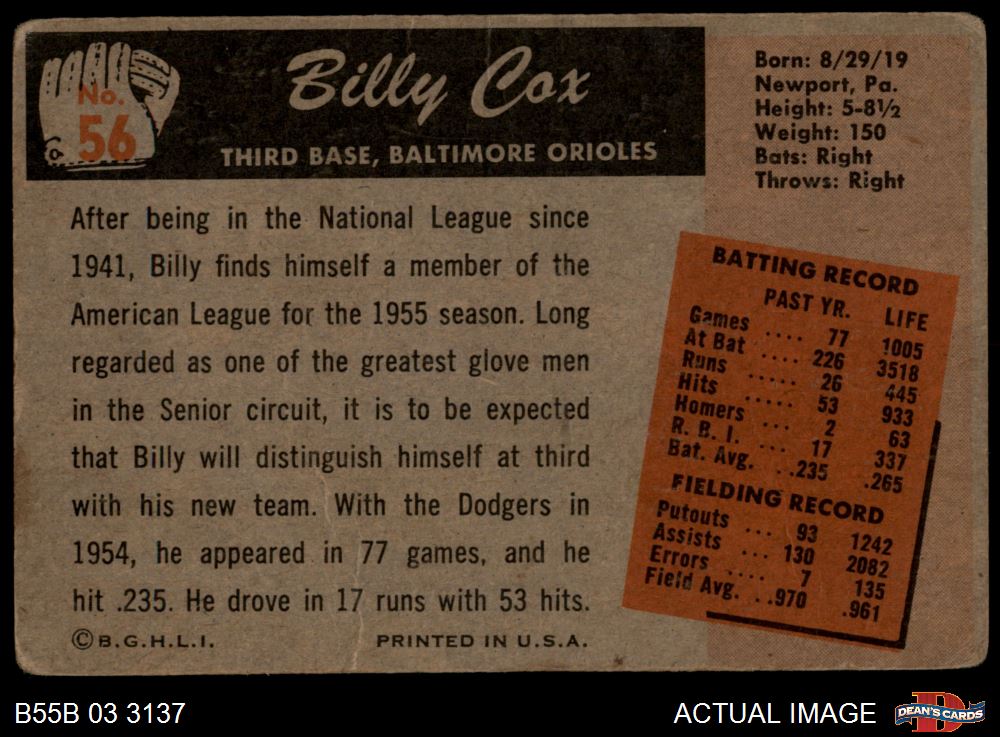 No.
56
Billy Cox
THIRD BASE, BALTIMORE ORIOLES
Born: 8/29/19
Newport, Pa.
Height: 5-8½
Weight: 150
Bats: Right
Throws: Right
After being in the National League since
1941, Billy finds himself a member of the
American League for the 1955 season. Long
regarded as one of the greatest glove men
in the Senior circuit, it is to be expected
that Billy will distinguish himself at third
with his new team. With the Dodgers in
1954, he appeared in 77 games, and he
hit .235. He drove in 17 runs with 53 hits.
©B.G.H.L.I. PRINTED IN U.S.A.
BATTING RECORD
PAST YR. LIFE
Games .... 77 1005
At Bat .... 226 3518
Runs ..... 26 445
Hits ..... 53 933
Homers ... 2 63
R. B. I. ... 17 337
Bat. Avg. ..235 .265
FIELDING RECORD
Putouts ... 93 1242
Assists ... 130 2082
Errors .... 7 135
Field Avg. ..970 .961
B55B 03 3137
ACTUAL IMAGE
DEAN'S CARDS